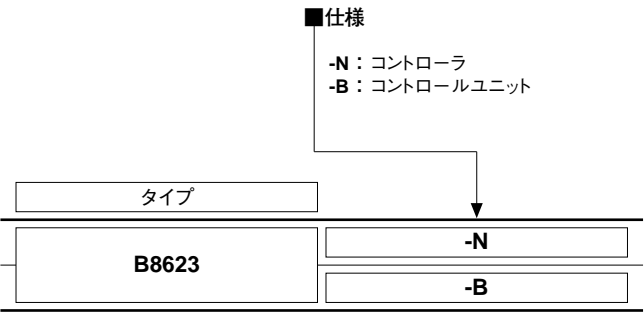 ■仕様
-N : コントローラ
-B : コントロールユニット
タイプ
B8623
-N
-B